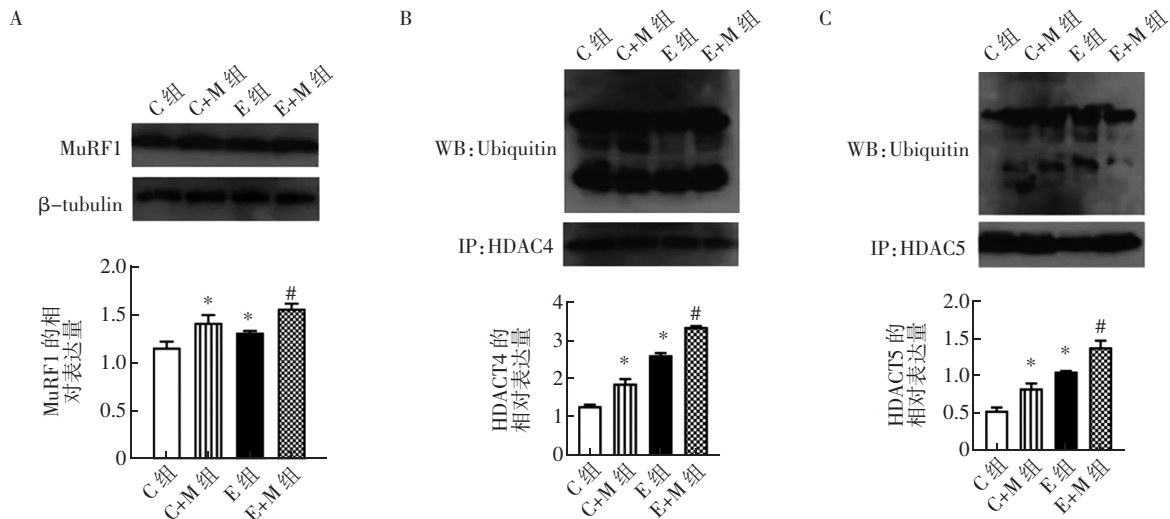 A
C组
C+M组
E组
E+M组
MuRF1
β-tubulin
2.0
1.5
1.0
0.5
0
MuRF1的相
对表达量
*
*
#
C组
C+M组
E组
E+M组
B
C组
C+M组
E组
E+M组
WB:Ubiquitin
IP:HDAC4
4
3
2
1
0
HDACT4的
相对表达量
*
*
#
C组
C+M组
E组
E+M组
C
C组
C+M组
E组
E+M组
WB:Ubiquitin
IP:HDAC5
2.0
1.5
1.0
0.5
0
HDACT5的
相对表达量
*
*
#
C组
C+M组
E组
E+M组